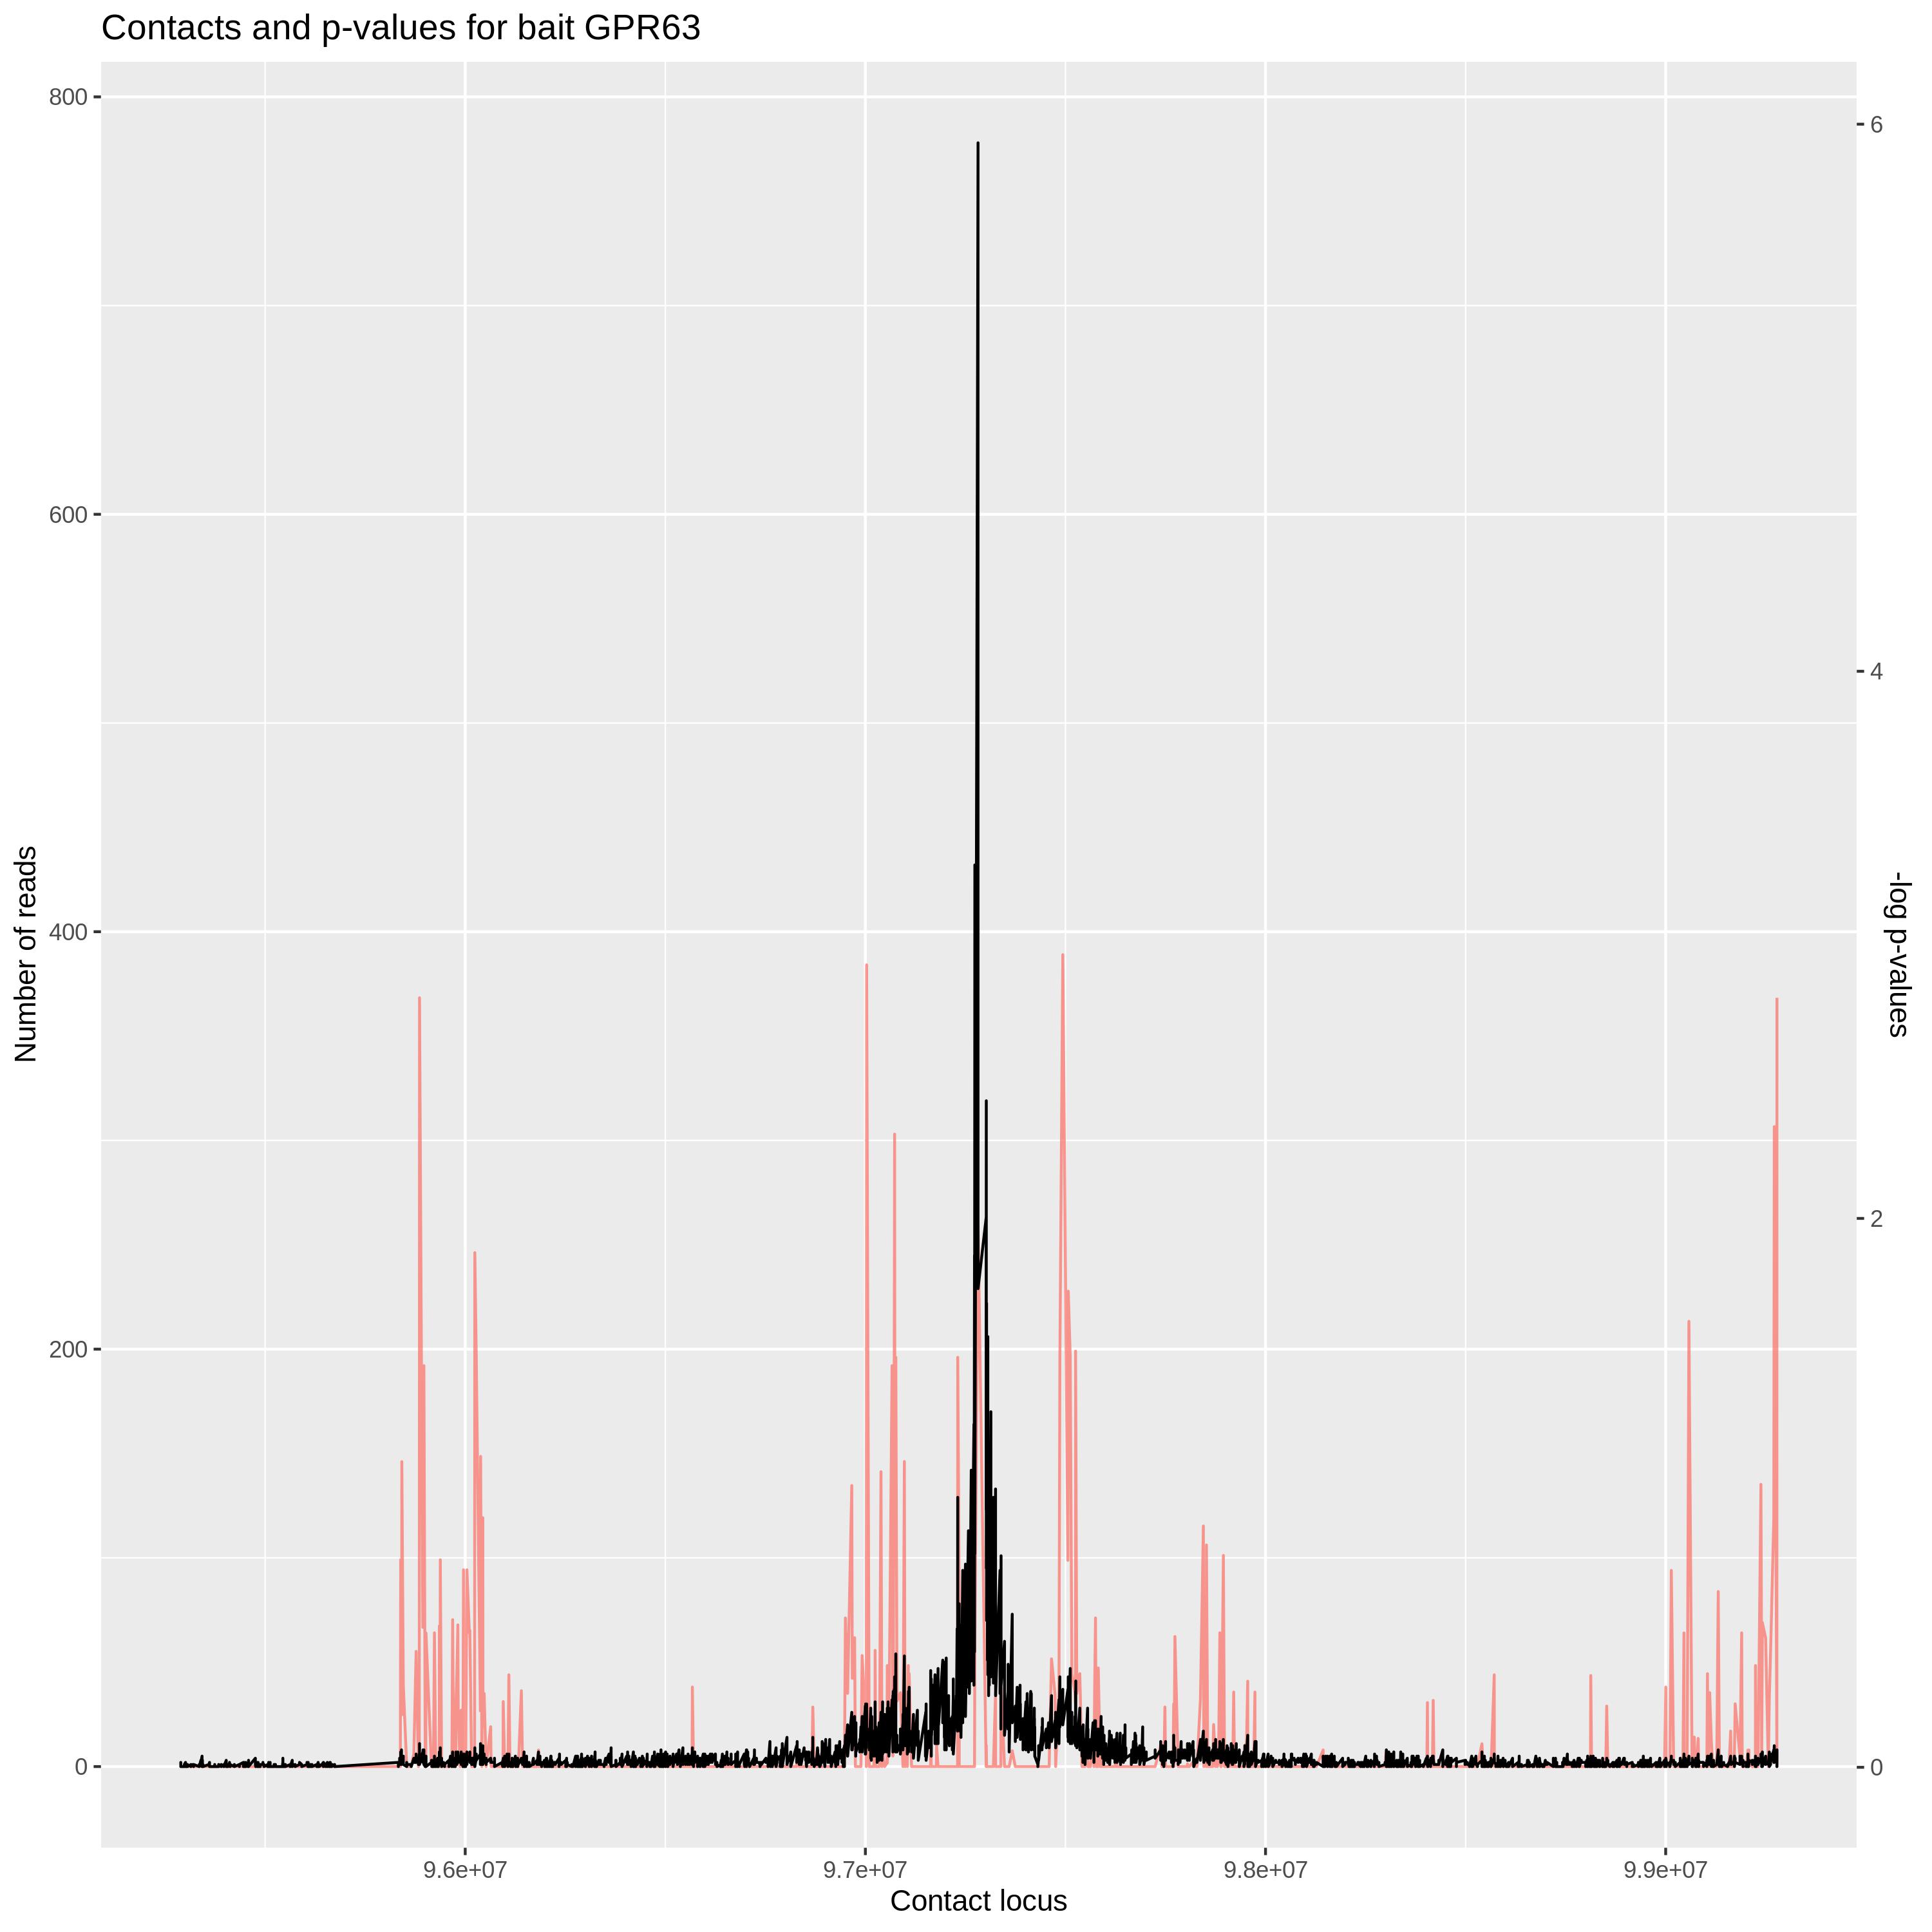 Contacts and p-values for bait GPR63
800
600
400
200
0
Number of reads
6
4
2
0
-log p-values
9.6e+07
9.7e+07
9.8e+07
9.9e+07
Contact locus